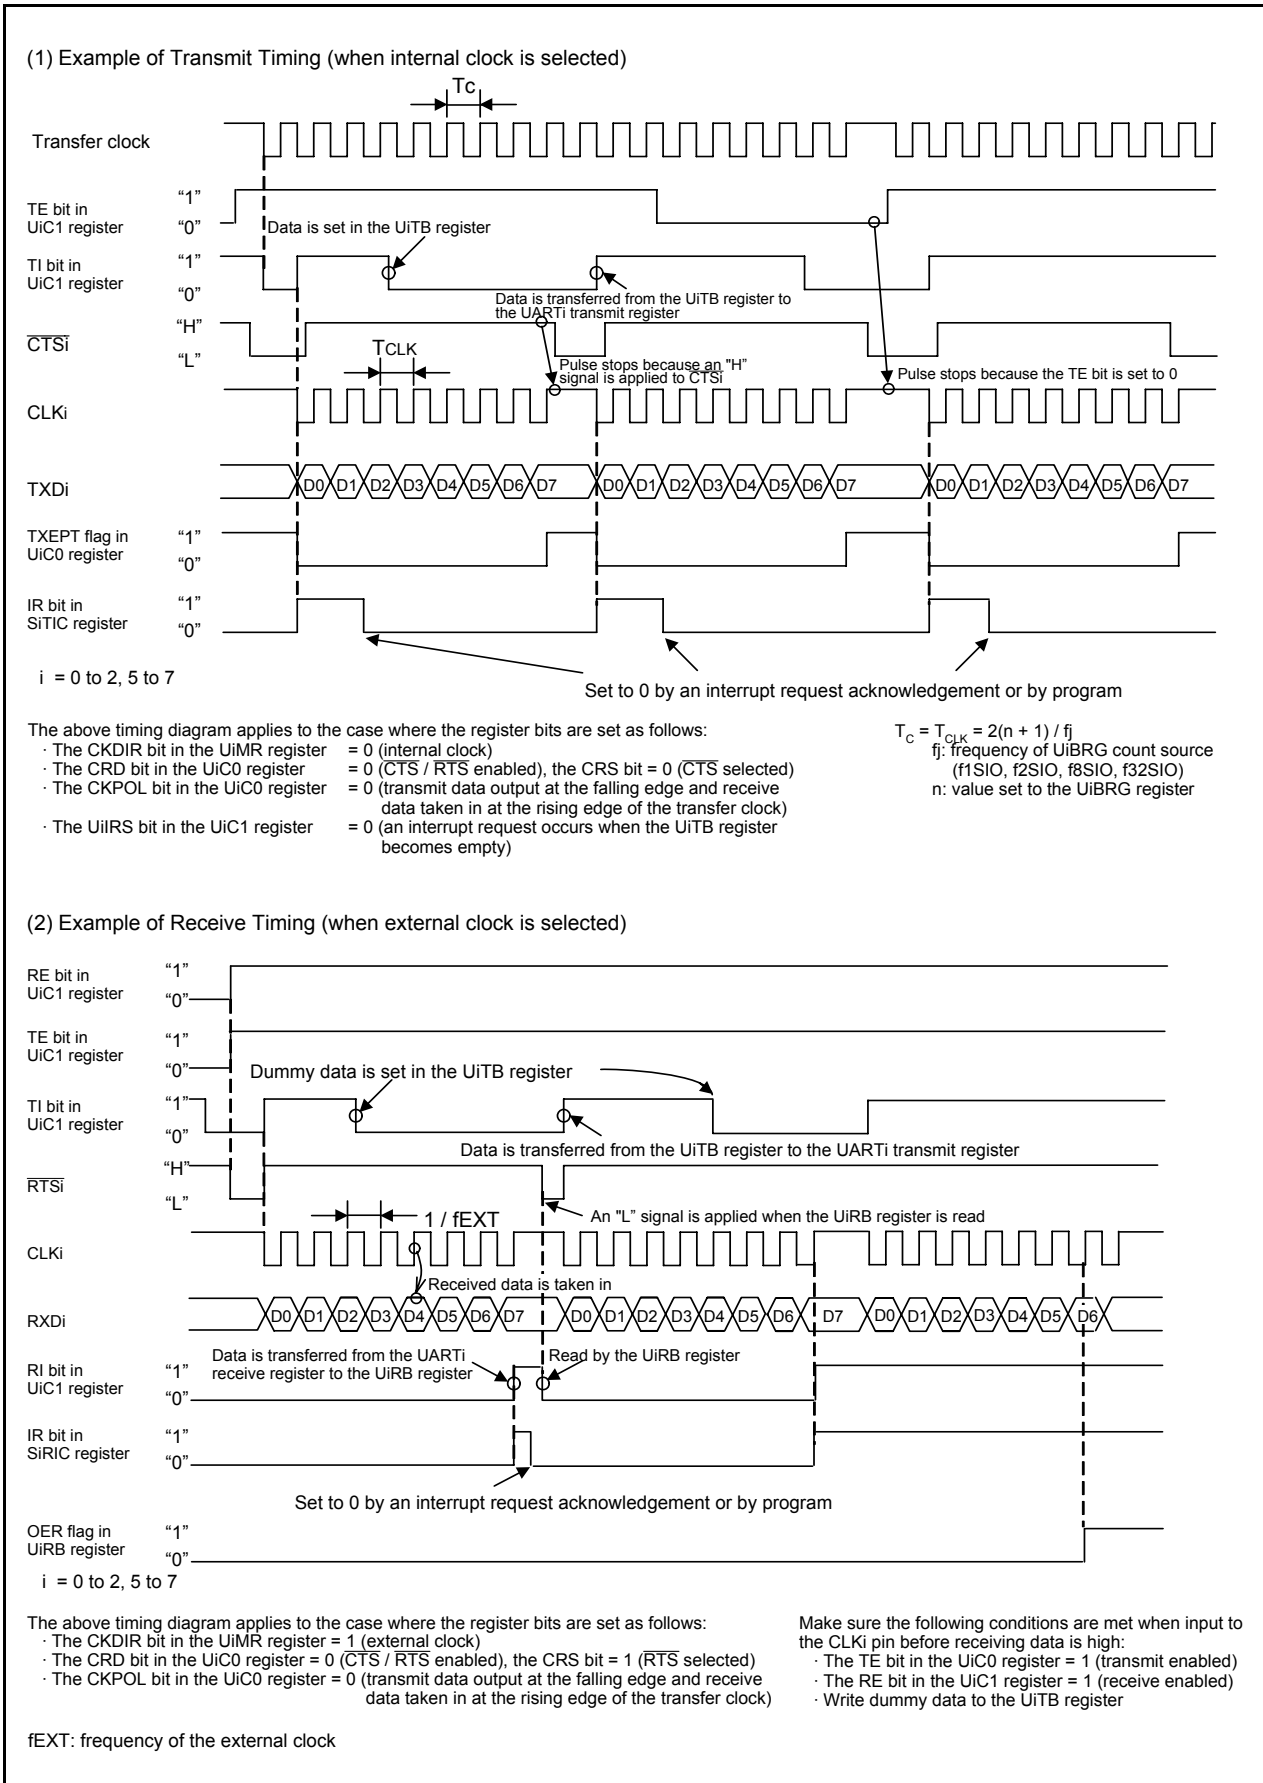 (1) Example of Transmit Timing (when internal clock is selected)
Tc
Transfer clock
TE bit in
UiC1 register
“1”
“0”
Data is set in the UiTB register
TI bit in
UiC1 register
“1”
“0”
Data is transferred from the UiTB register to
the UARTi transmit register
CTSi
“H”
“L”
TCLK
Pulse stops because an "H”
signal is applied to CTSi
Pulse stops because the TE bit is set to 0
CLKi
TXDi
D0 D1 D2 D3 D4 D5 D6 D7 D0 D1 D2 D3 D4 D5 D6 D7 D0 D1 D2 D3 D4 D5 D6 D7
TXEPT flag in
UiC0 register
“1”
“0”
IR bit in
SiTIC register
“1”
“0”
i = 0 to 2, 5 to 7
Set to 0 by an interrupt request acknowledgement or by program
The above timing diagram applies to the case where the register bits are set as follows:
· The CKDIR bit in the UiMR register = 0 (internal clock)
· The CRD bit in the UiC0 register = 0 (CTS / RTS enabled), the CRS bit = 0 (CTS selected)
· The CKPOL bit in the UiC0 register = 0 (transmit data output at the falling edge and receive
data taken in at the rising edge of the transfer clock)
· The UiIRS bit in the UiC1 register = 0 (an interrupt request occurs when the UiTB register
becomes empty)
TC = TCLK = 2(n + 1) / fj
fj: frequency of UiBRG count source
(f1SIO, f2SIO, f8SIO, f32SIO)
n: value set to the UiBRG register
(2) Example of Receive Timing (when external clock is selected)
RE bit in
UiC1 register
“1”
“0”
TE bit in
UiC1 register
“1”
“0”
Dummy data is set in the UiTB register
TI bit in
UiC1 register
“1”
“0”
Data is transferred from the UiTB register to the UARTi transmit register
RTSi
“H”
“L”
1 / fEXT
An "L” signal is applied when the UiRB register is read
CLKi
Received data is taken in
RXDi
D0 D1 D2 D3 D4 D5 D6 D7 D0 D1 D2 D3 D4 D5 D6 D7 D0 D1 D2 D3 D4 D5 D6
Data is transferred from the UARTi
receive register to the UiRB register
Read by the UiRB register
RI bit in
UiC1 register
“1”
“0”
IR bit in
SiRIC register
“1”
“0”
Set to 0 by an interrupt request acknowledgement or by program
OER flag in
UiRB register
“1”
“0”
i = 0 to 2, 5 to 7
The above timing diagram applies to the case where the register bits are set as follows:
· The CKDIR bit in the UiMR register = 1 (external clock)
· The CRD bit in the UiC0 register = 0 (CTS / RTS enabled), the CRS bit = 1 (RTS selected)
· The CKPOL bit in the UiC0 register = 0 (transmit data output at the falling edge and receive
data taken in at the rising edge of the transfer clock)
Make sure the following conditions are met when input to
the CLKi pin before receiving data is high:
· The TE bit in the UiC0 register = 1 (transmit enabled)
· The RE bit in the UiC1 register = 1 (receive enabled)
· Write dummy data to the UiTB register
fEXT: frequency of the external clock